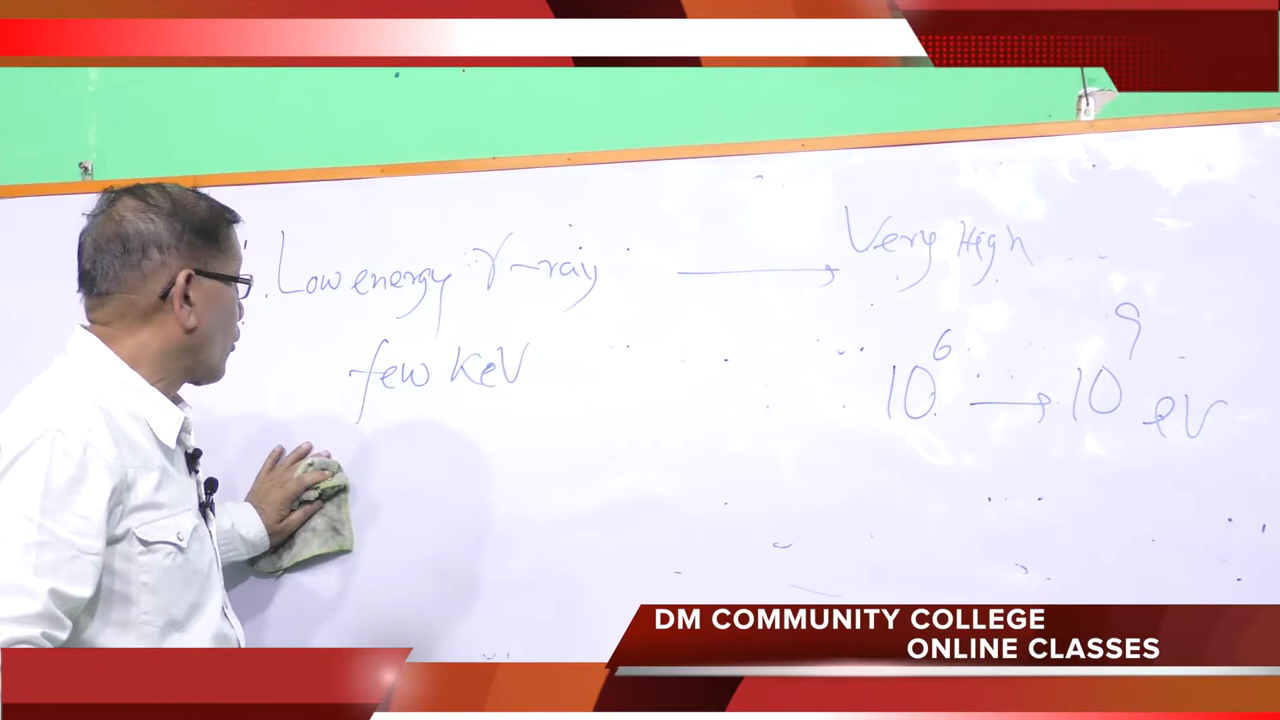 Low energy γ-ray → Very High
few KeV 10⁶ → 10⁹ eV
DM COMMUNITY COLLEGE
ONLINE CLASSES